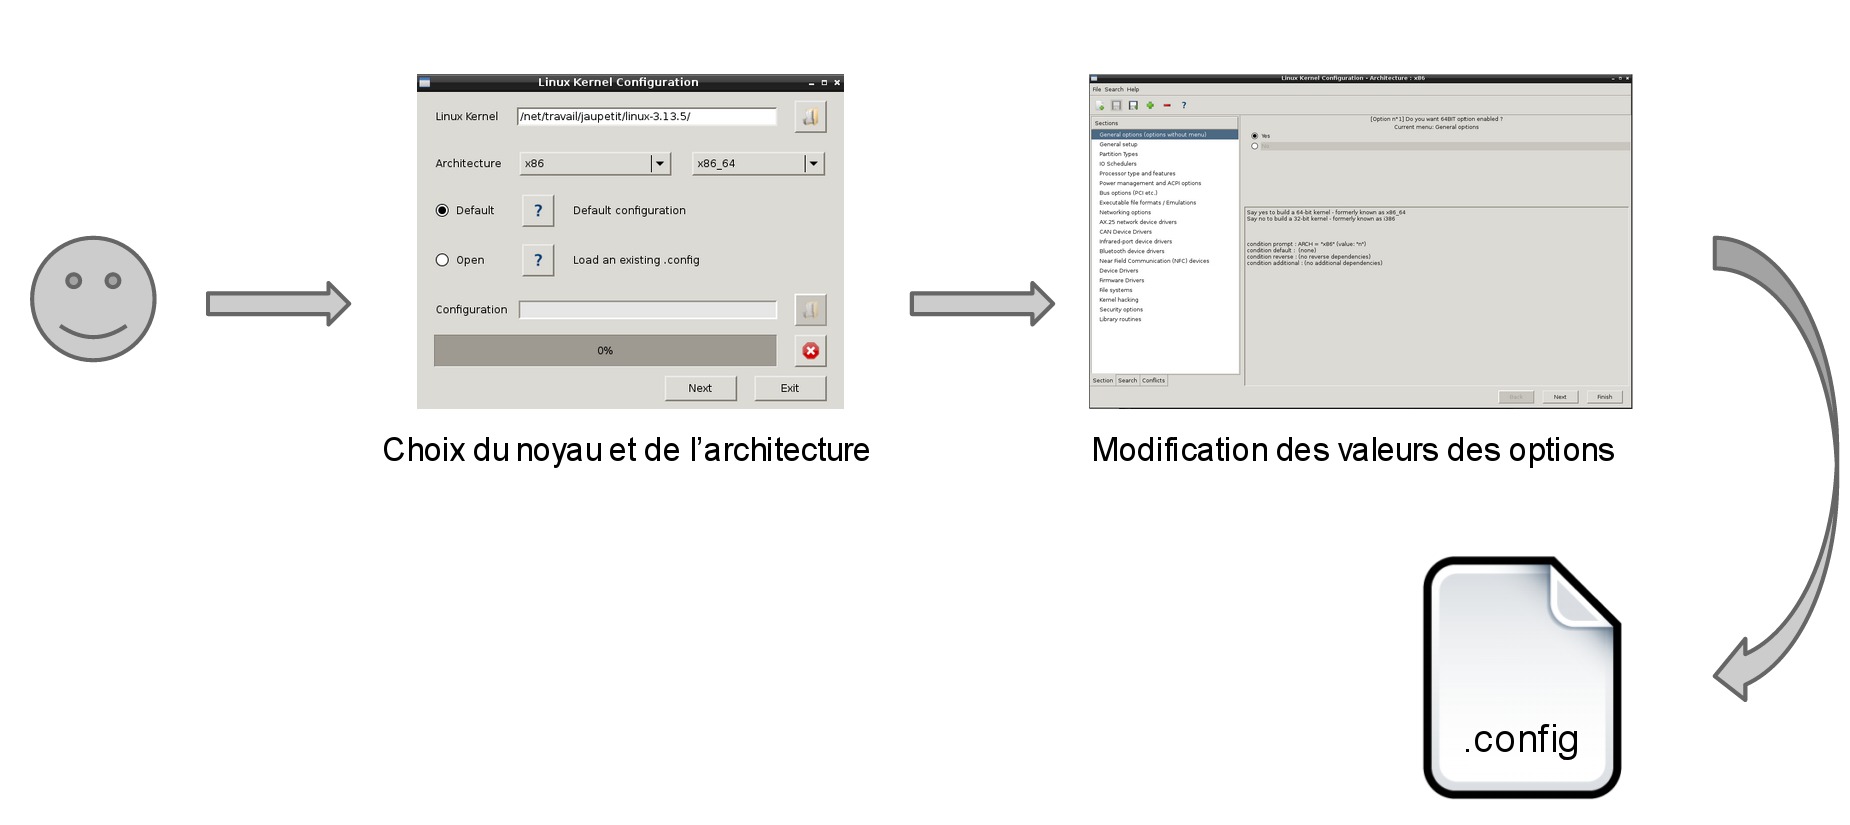 Linux Kernel Configuration
Linux Kernel /net/travail/jaupetit/linux-3.13.5/
Architecture x86 x86_64
Default ? Default configuration
Open ? Load an existing .config
Configuration
0%
Next Exit
Choix du noyau et de l'architecture
Linux Kernel Configuration - Architecture : x86
File Search Help
?
Sections
General options (options without menu)
General setup
Partition Types
IO Schedulers
Processor type and features
Power management and ACPI options
Bus options (PCI etc.)
Executable file formats / Emulations
Networking options
AX.25 network device drivers
CAN Device Drivers
Infrared-port device drivers
Bluetooth device drivers
Near Field Communication (NFC) devices
Device Drivers
Firmware Drivers
File systems
Kernel hacking
Security options
Library routines
Section Search Conflicts
[Option n°1] Do you want 64BIT option enabled ?
Current menu: General options
Yes
No
Say yes to build a 64-bit kernel - formerly known as x86_64
Say no to build a 32-bit kernel - formerly known as i386
condition prompt : ARCH = "x86" (value: "n")
condition default : (none)
condition reverse : (no reverse dependencies)
condition additional : (no additional dependencies)
Back Next Finish
Modification des valeurs des options
.config